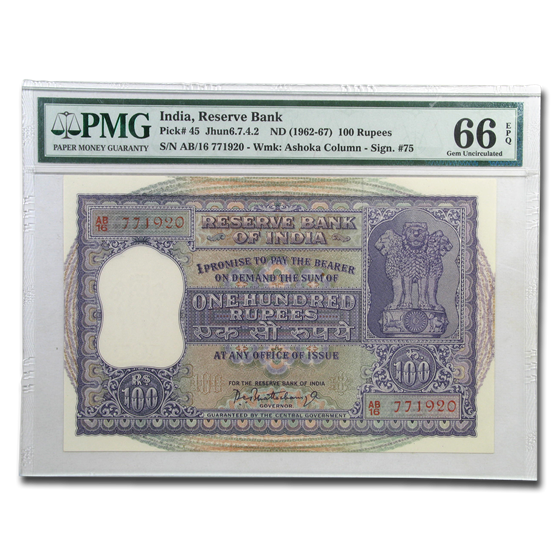 PMG
PAPER MONEY GUARANTY
India, Reserve Bank
Pick# 45 Jhun6.7.4.2 ND (1962-67) 100 Rupees
S/N AB/16 771920 - Wmk: Ashoka Column - Sign. #75
66 EPQ
Gem Uncirculated
AB/16 771920
RESERVE BANK
OF INDIA
I PROMISE TO PAY THE BEARER
ON DEMAND THE SUM OF
ONE HUNDRED
RUPEES
एक सौ रुपये
AT ANY OFFICE OF ISSUE
FOR THE RESERVE BANK OF INDIA
GOVERNOR
GUARANTEED BY THE CENTRAL GOVERNMENT
RS
100
100
100
AB/16 771920